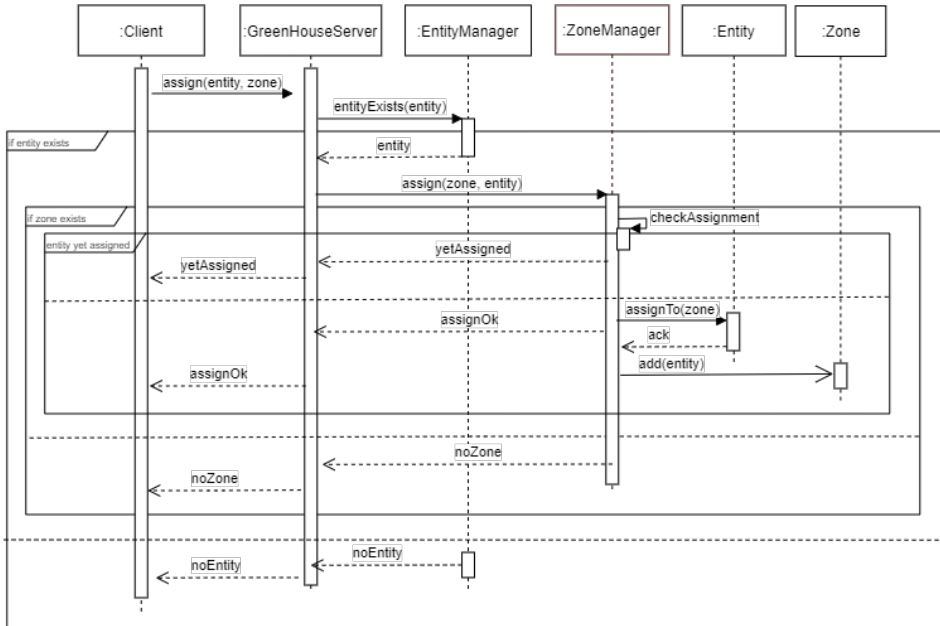 :Client
:GreenHouseServer
:EntityManager
:ZoneManager
:Entity
:Zone
assign(entity, zone)
entityExists(entity)
if entity exists
entity
assign(zone, entity)
if zone exists
checkAssignment
entity yet assigned
yetAssigned
yetAssigned
assignTo(zone)
assignOk
ack
add(entity)
assignOk
noZone
noZone
noEntity
noEntity